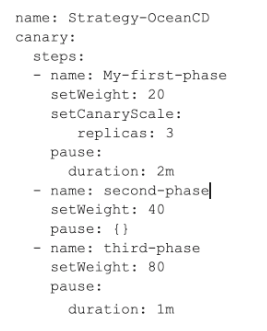 name: Strategy-OceanCD
canary:
  steps:
  - name: My-first-phase
    setWeight: 20
    setCanaryScale:
       replicas: 3
    pause:
      duration: 2m
  - name: second-phase
    setWeight: 40
    pause: {}
  - name: third-phase
    setWeight: 80
    pause:
      duration: 1m